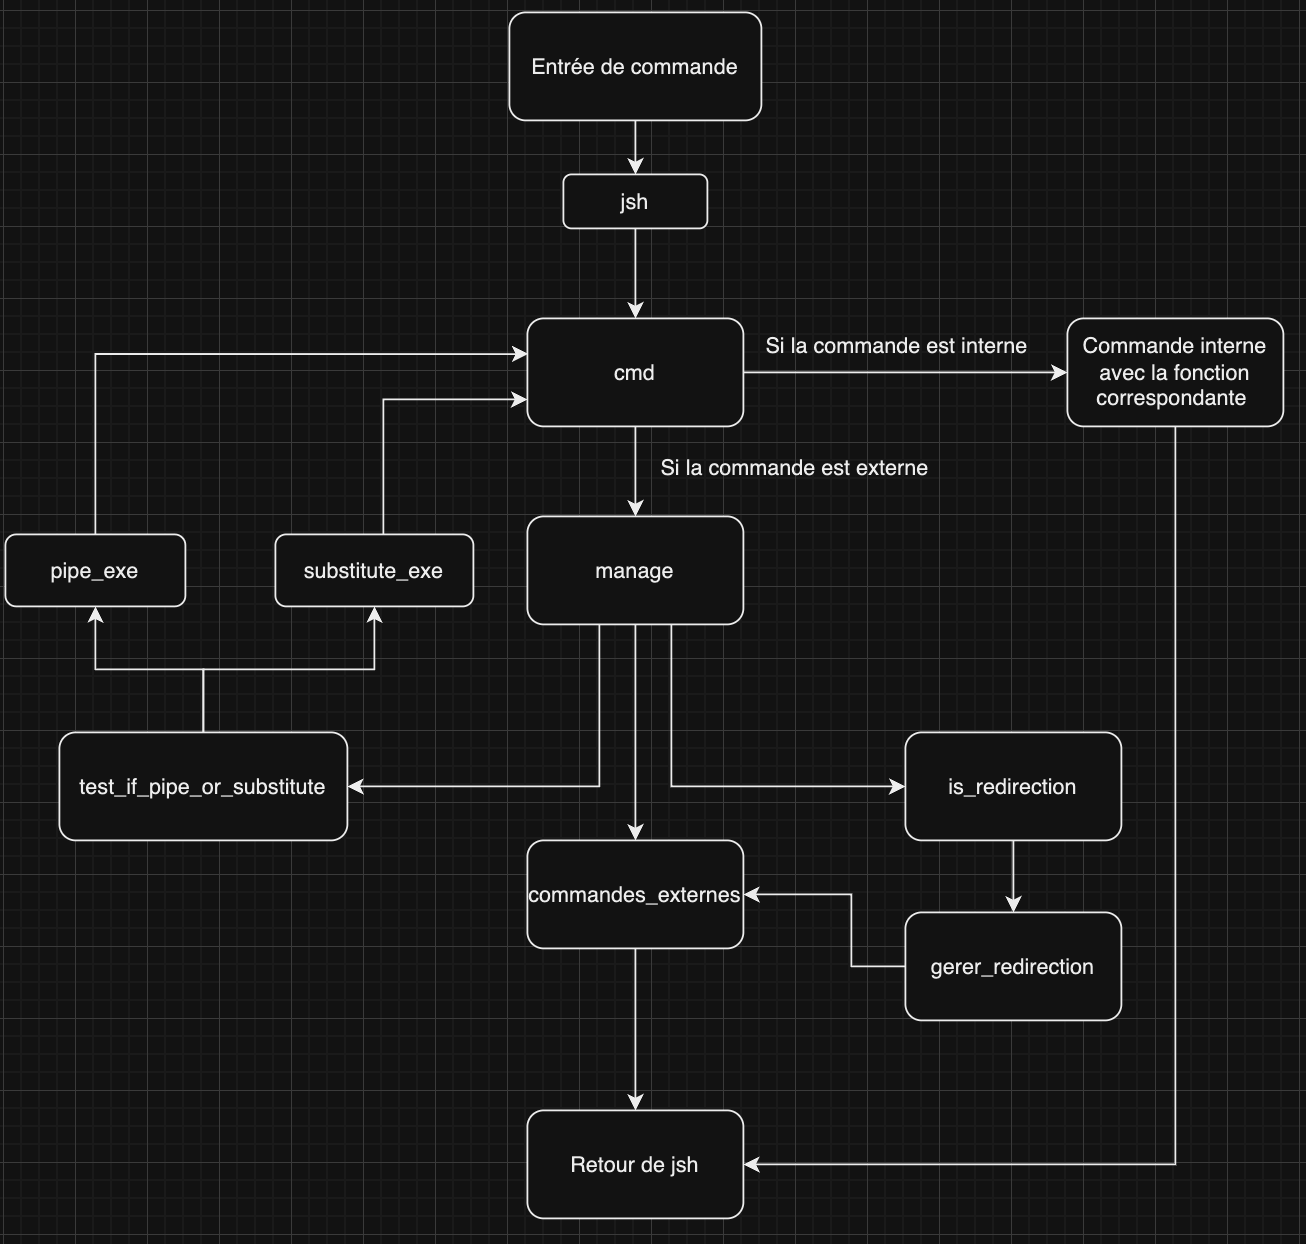 Entrée de commande
jsh
cmd
Si la commande est interne
Commande interne
avec la fonction
correspondante
Si la commande est externe
pipe_exe
substitute_exe
manage
test_if_pipe_or_substitute
is_redirection
commandes_externes
gerer_redirection
Retour de jsh